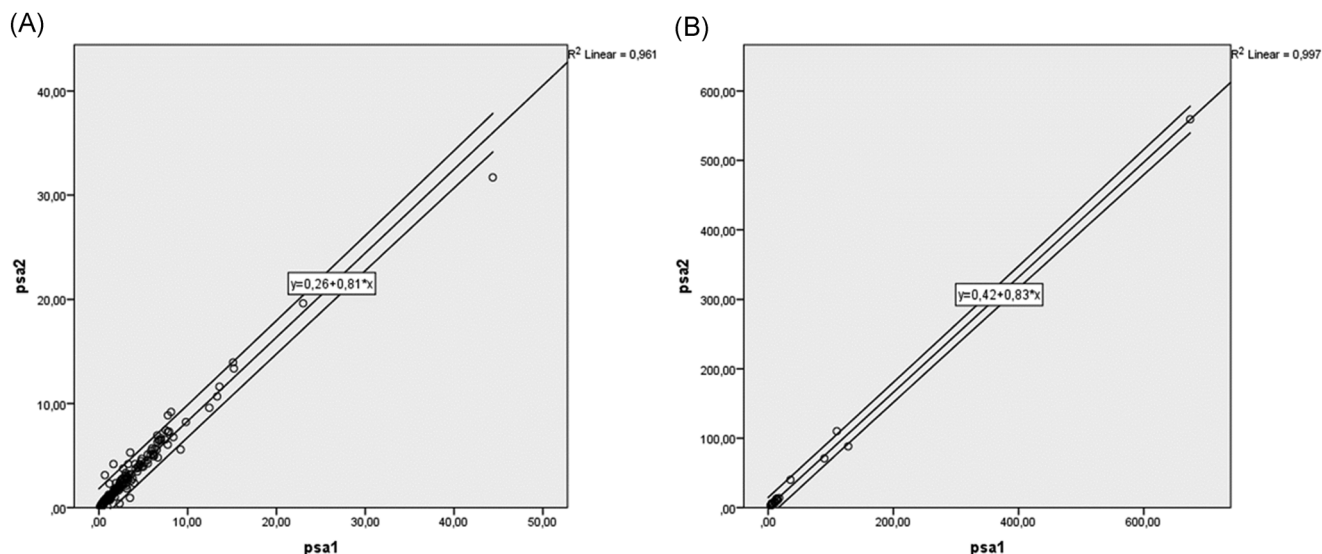 (A)
R² Linear = 0,961
40,00
30,00
20,00
10,00
,00
psa2
y=0,26+0,81*x
,00 10,00 20,00 30,00 40,00 50,00
psa1
(B)
R² Linear = 0,997
600,00
500,00
400,00
300,00
200,00
100,00
,00
psa2
y=0,42+0,83*x
,00 200,00 400,00 600,00
psa1